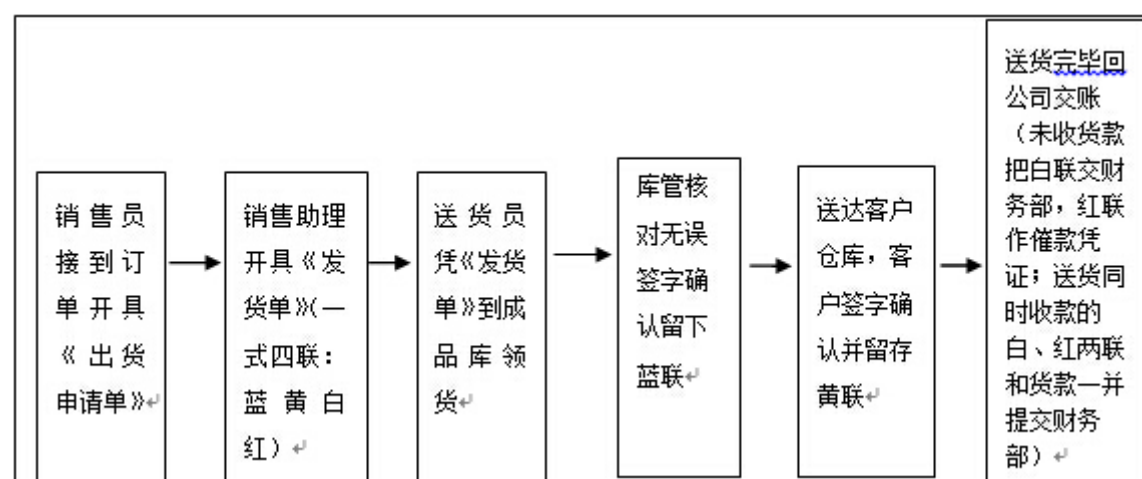 销售员
接到订
单开具
《出货
申请单》
销售助理
开具《发
货单》(一
式四联：
蓝黄白
红）
送货员
凭《发货
单》到成
品库领
货
库管核
对无误
签字确
认留下
蓝联
送达客户
仓库，客
户签字确
认并留存
黄联
送货完毕回
公司交账
（未收货款
把白联交财
务部，红联
作催款凭
证；送货同
时收款的
白、红两联
和货款一并
提交财务
部）